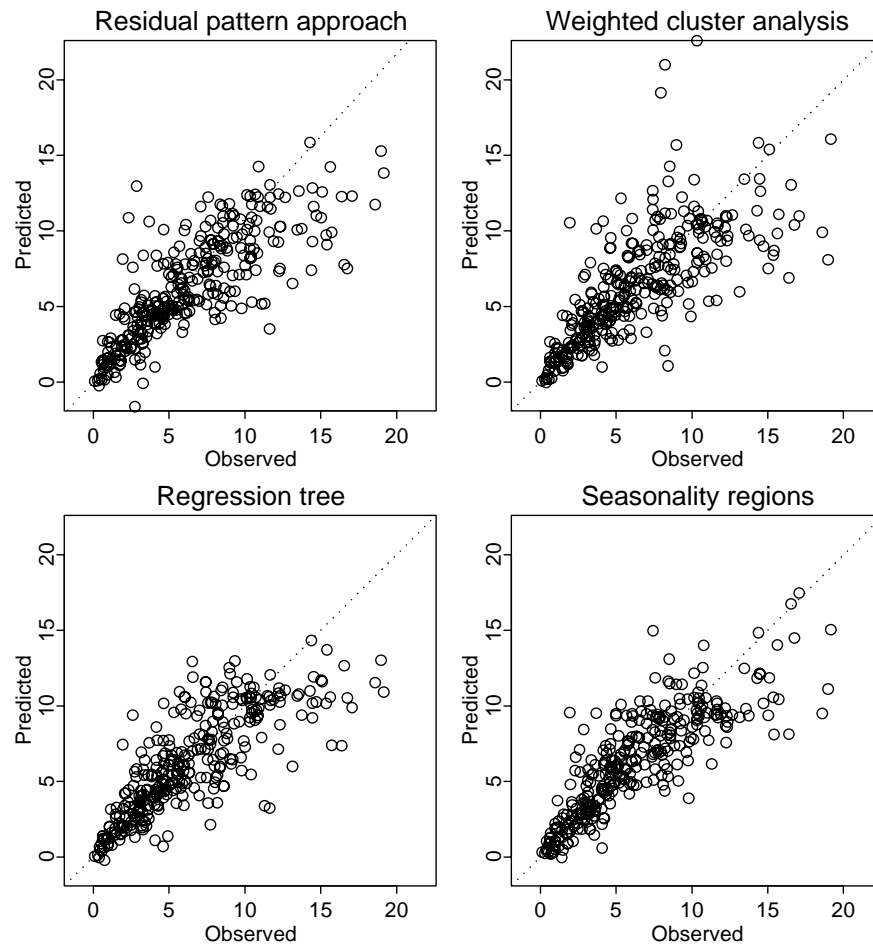 Residual pattern approach
Predicted
20
15
10
5
0
0 5 10 15 20
Observed
Weighted cluster analysis
Predicted
20
15
10
5
0
0 5 10 15 20
Observed
Regression tree
Predicted
20
15
10
5
0
0 5 10 15 20
Observed
Seasonality regions
Predicted
20
15
10
5
0
0 5 10 15 20
Observed